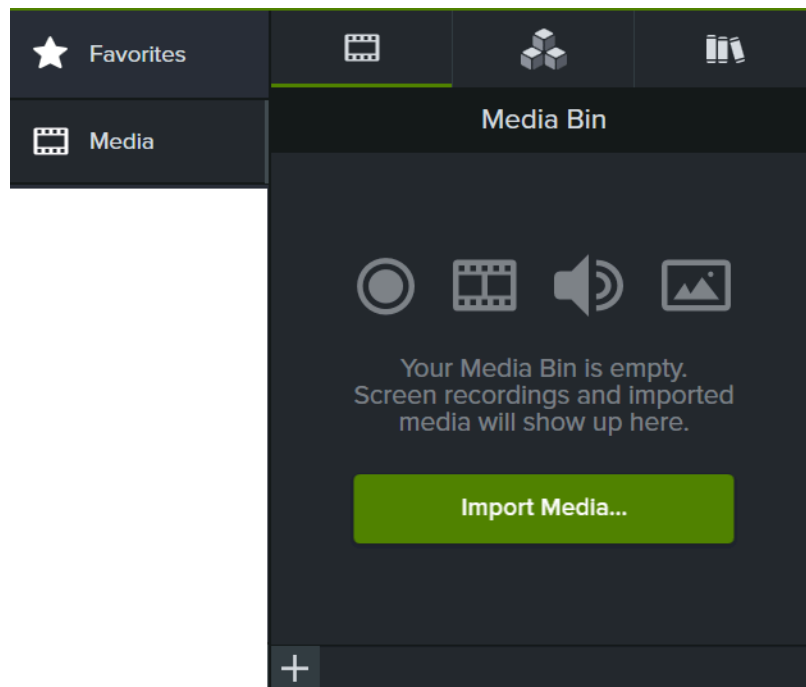 Favorites
Media
Media Bin
Your Media Bin is empty.
Screen recordings and imported
media will show up here.
Import Media...